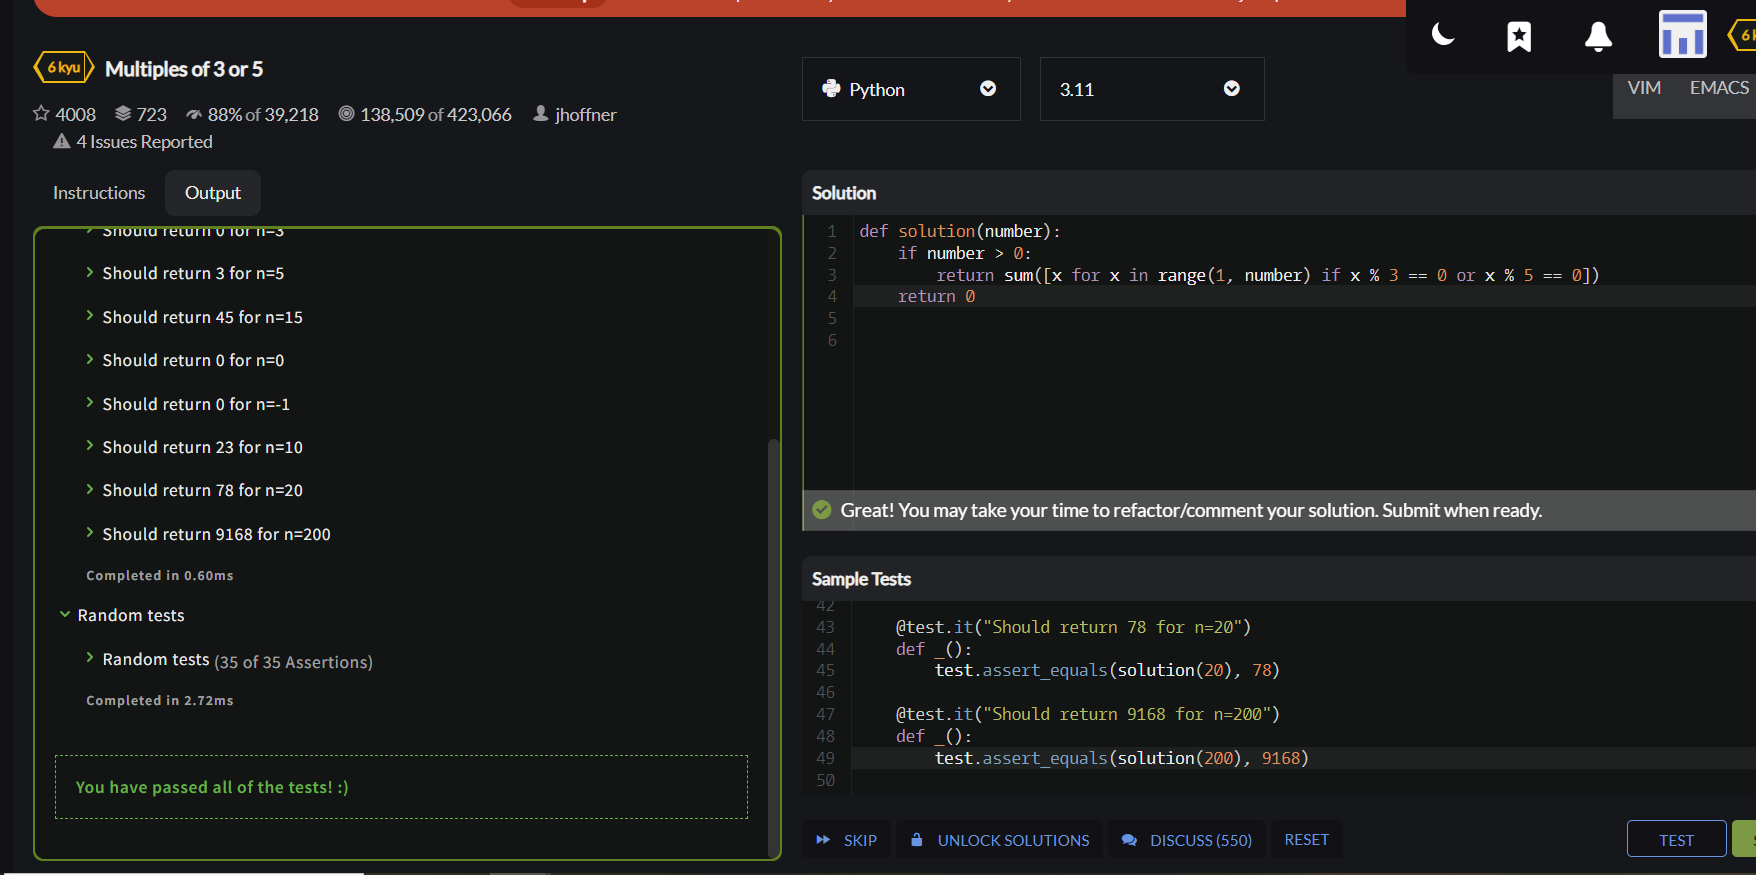 6 kyu
Multiples of 3 or 5
4008 723 88% of 39,218 138,509 of 423,066 jhoffner
4 Issues Reported
Instructions Output
Should return 0 for n=3
Should return 3 for n=5
Should return 45 for n=15
Should return 0 for n=0
Should return 0 for n=-1
Should return 23 for n=10
Should return 78 for n=20
Should return 9168 for n=200
Completed in 0.60ms
Random tests
Random tests (35 of 35 Assertions)
Completed in 2.72ms
You have passed all of the tests! :)
Python
3.11
VIM EMACS
Solution
1 def solution(number):
2     if number > 0:
3         return sum([x for x in range(1, number) if x % 3 == 0 or x % 5 == 0])
4     return 0
5
6
Great! You may take your time to refactor/comment your solution. Submit when ready.
Sample Tests
42
43     @test.it("Should return 78 for n=20")
44     def _():
45         test.assert_equals(solution(20), 78)
46
47     @test.it("Should return 9168 for n=200")
48     def _():
49         test.assert_equals(solution(200), 9168)
50
SKIP UNLOCK SOLUTIONS DISCUSS (550) RESET TEST